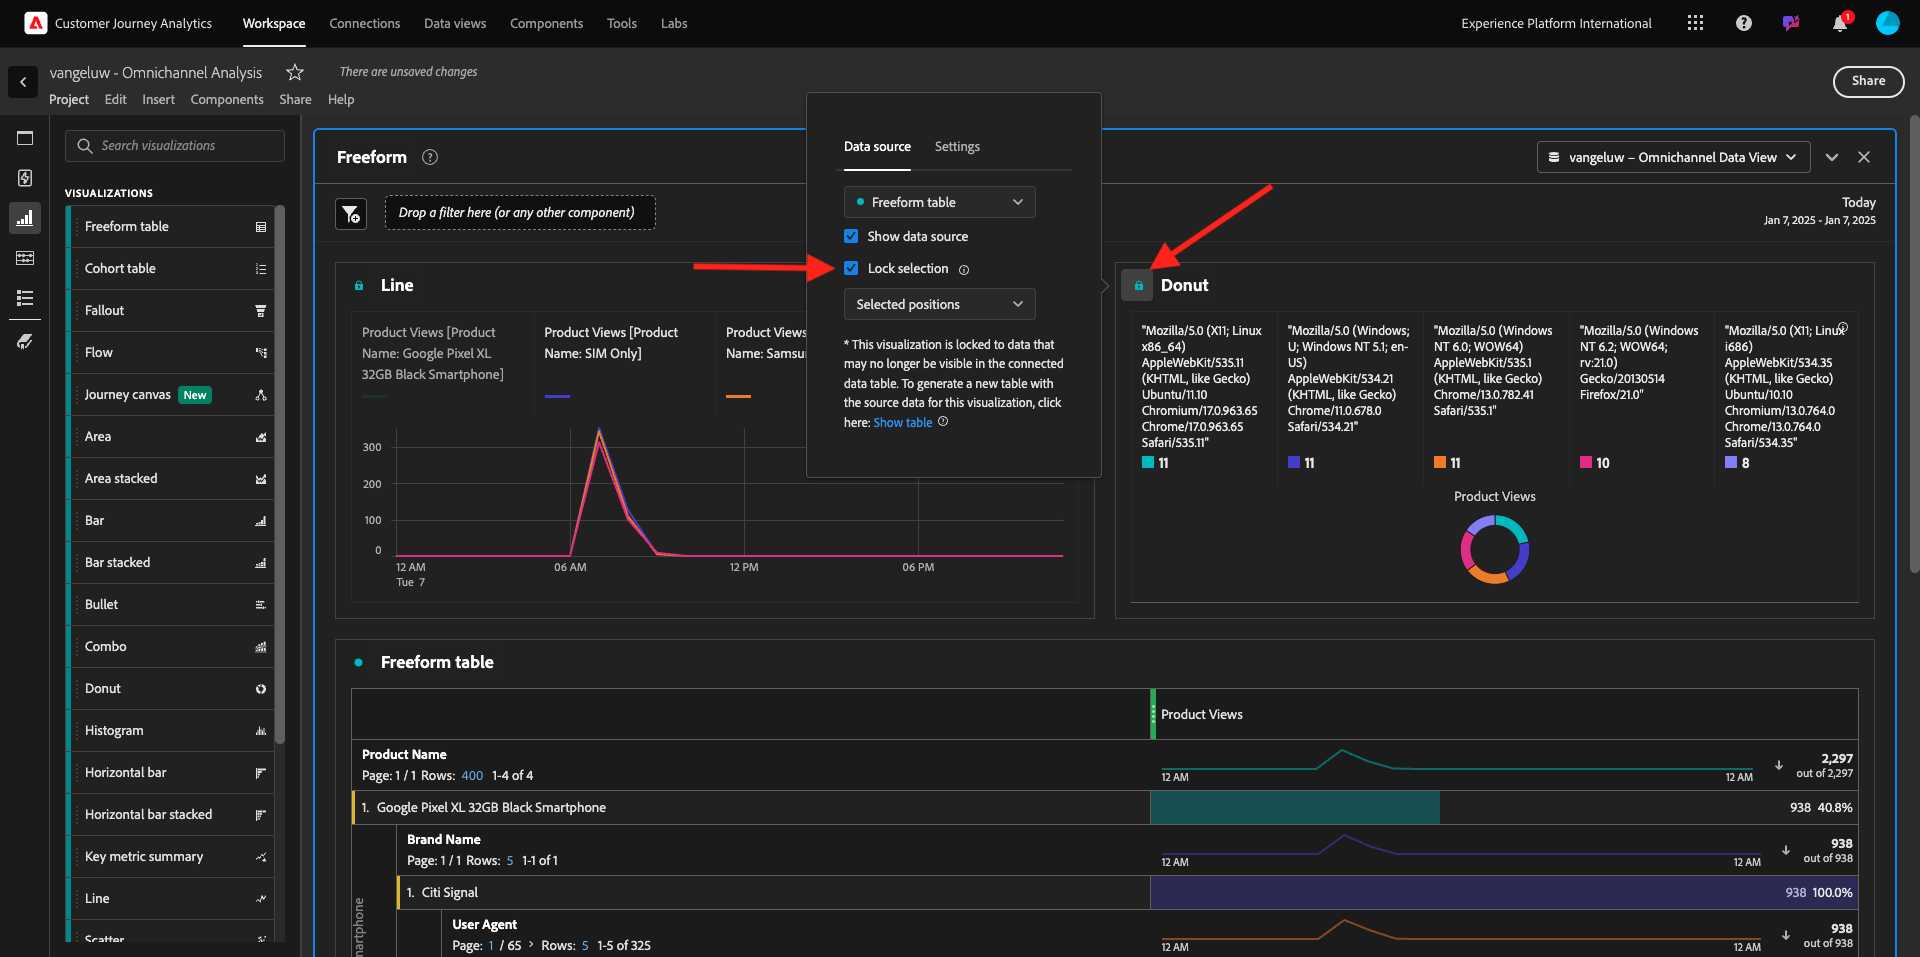 Customer Journey Analytics
Workspace
Connections
Data views
Components
Tools
Labs
Experience Platform International
1
vangeluw - Omnichannel Analysis
There are unsaved changes
Project
Edit
Insert
Components
Share
Help
Share
Search visualizations
VISUALIZATIONS
Freeform table
Cohort table
Fallout
Flow
Journey canvas New
Area
Area stacked
Bar
Bar stacked
Bullet
Combo
Donut
Histogram
Horizontal bar
Horizontal bar stacked
Key metric summary
Line
Scatter
Freeform
vangeluw – Omnichannel Data View
Drop a filter here (or any other component)
Today
Jan 7, 2025 - Jan 7, 2025
Data source
Settings
Freeform table
Show data source
Lock selection
Selected positions
* This visualization is locked to data that
may no longer be visible in the connected
data table. To generate a new table with
the source data for this visualization, click
here: Show table
Line
Product Views [Product
Name: Google Pixel XL
32GB Black Smartphone]
Product Views [Product
Name: SIM Only]
Product Views
Name: Samsu
300
200
100
0
12 AM
Tue 7
06 AM
12 PM
06 PM
Donut
"Mozilla/5.0 (X11; Linux
x86_64)
AppleWebKit/535.11
(KHTML, like Gecko)
Ubuntu/11.10
Chromium/17.0.963.65
Chrome/17.0.963.65
Safari/535.11"
11
"Mozilla/5.0 (Windows;
U; Windows NT 5.1; en-
US)
AppleWebKit/534.21
(KHTML, like Gecko)
Chrome/11.0.678.0
Safari/534.21"
11
"Mozilla/5.0 (Windows
NT 6.0; WOW64)
AppleWebKit/535.1
(KHTML, like Gecko)
Chrome/13.0.782.41
Safari/535.1"
11
"Mozilla/5.0 (Windows
NT 6.2; WOW64;
rv:21.0)
Gecko/20130514
Firefox/21.0"
10
"Mozilla/5.0 (X11; Linux
i686)
AppleWebKit/534.35
(KHTML, like Gecko)
Ubuntu/10.10
Chromium/13.0.764.0
Chrome/13.0.764.0
Safari/534.35"
8
Product Views
Freeform table
Product Views
Product Name
Page: 1 / 1 Rows: 400 1-4 of 4
12 AM
12 AM
2,297
out of 2,297
1. Google Pixel XL 32GB Black Smartphone
938 40.8%
Brand Name
Page: 1 / 1 Rows: 5 1-1 of 1
12 AM
12 AM
938
out of 938
1. Citi Signal
938 100.0%
User Agent
Page: 1 / 65 > Rows: 5 1-5 of 325
12 AM
12 AM
938
out of 938
martphone